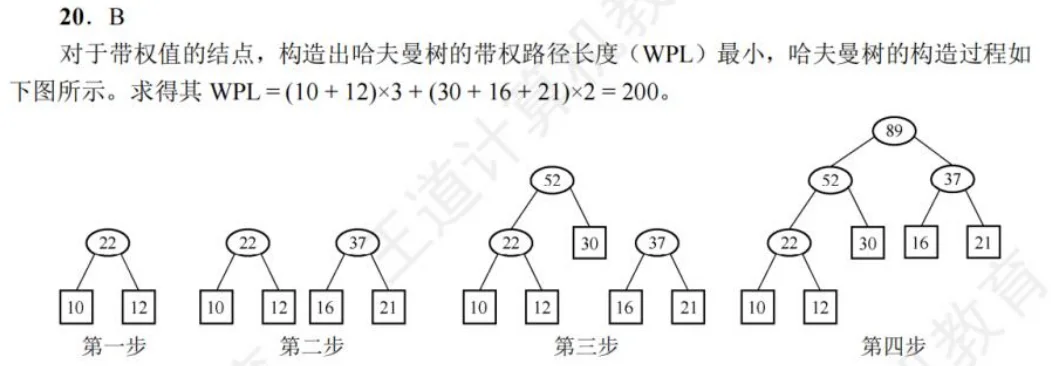 20. B
对于带权值的结点，构造出哈夫曼树的带权路径长度（WPL）最小，哈夫曼树的构造过程如
下图所示。求得其 WPL = (10 + 12)×3 + (30 + 16 + 21)×2 = 200。
89
52
52 37
22 37
22 30 37
22 30 16 21
10 12
10 12 16 21
10 12 16 21
10 12
22
第一步 第二步 第三步 第四步
王道计算机教育
机教育